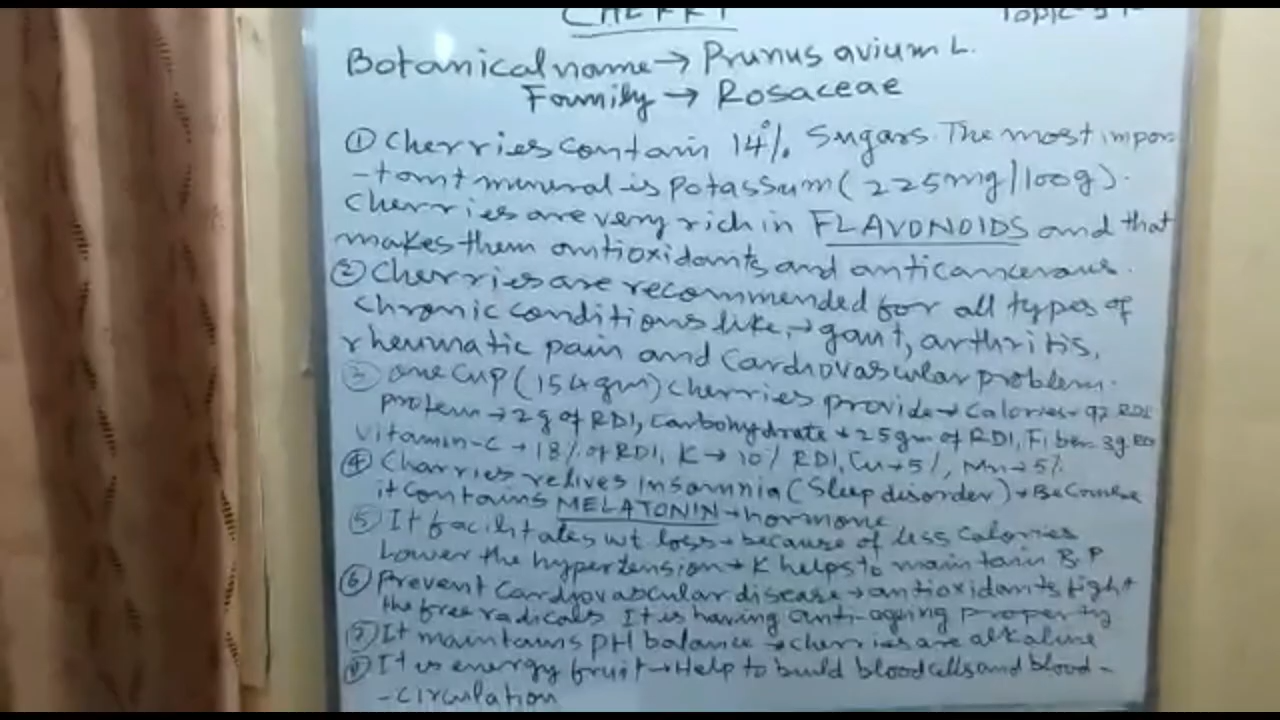 CHERRY
Topic-
Botanical name → Prunus avium L.
Family → Rosaceae
① Cherries contain 14% Sugars. The most impor
-tant mineral is potassum (225mg/100g).
Cherries are very rich in FLAVONOIDS and that
makes them antioxidants and anticancerous.
② Cherries are recommended for all types of
chronic conditions like, → gout, arthritis,
rheumatic pain and cardiovascular problem.
③ one cup (154gm) cherries provide → Calories → 97 RDI
protein → 2g of RDI, Carbohydrate → 25gm of RDI, Fiber 3g RDI
Vitamin-C → 18% of RDI, K → 10% RDI, Cu → 5%, Mn → 5%
④ Charries relives insomnia (Sleep disorder) → Because
it contains MELATONIN → hormone
⑤ It facilitates wt loss → because of less Calories
Lower the hypertension → K helps to maintain B.P
⑥ Prevent Cardiovascular disease → antioxidants fight
the free radicals It is having anti-ageing property
⑦ It maintains PH balance → cherries are alkaline
⑧ It is energy fruit → Help to build blood cells and blood-
-circulation